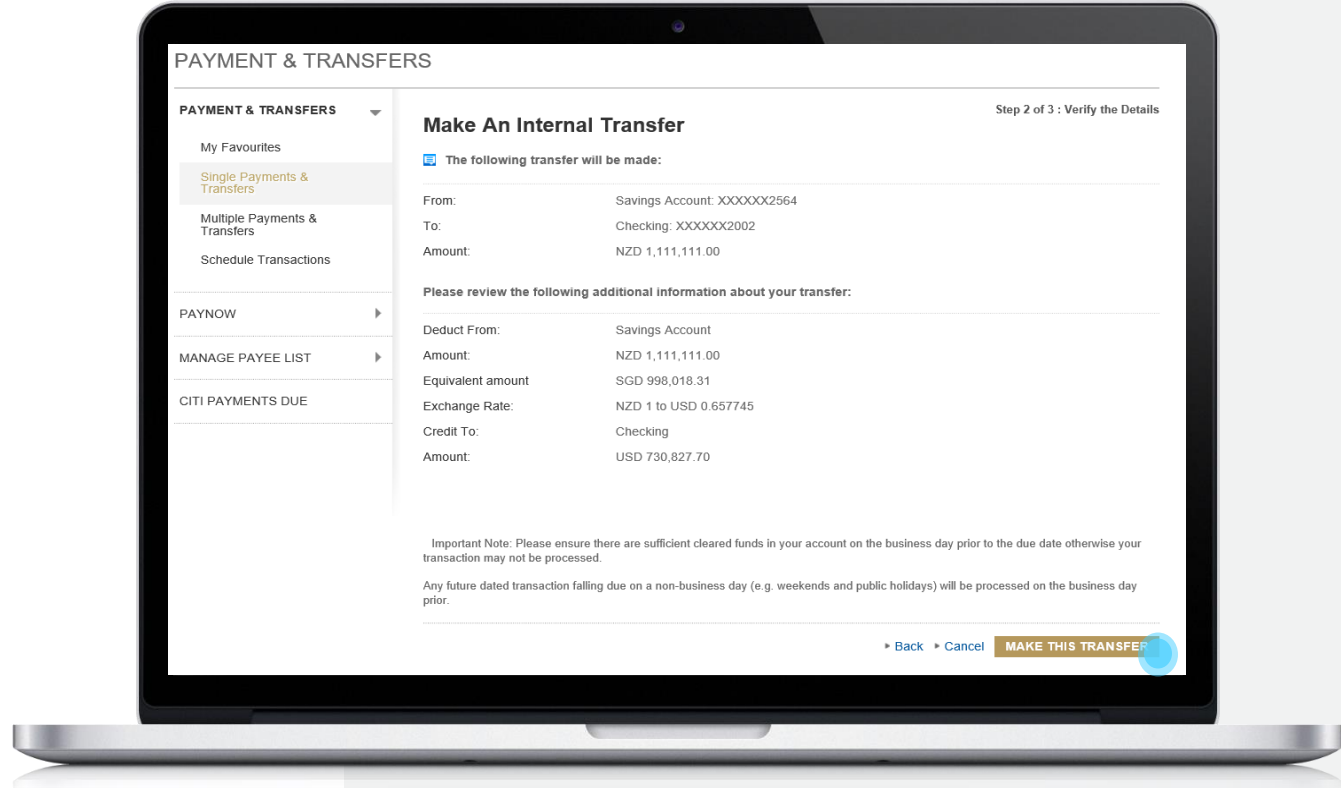 PAYMENT & TRANSFERS
PAYMENT & TRANSFERS
My Favourites
Single Payments &
Transfers
Multiple Payments &
Transfers
Schedule Transactions
PAYNOW
MANAGE PAYEE LIST
CITI PAYMENTS DUE
Step 2 of 3 : Verify the Details
Make An Internal Transfer
The following transfer will be made:
From: Savings Account: XXXXXX2564
To: Checking: XXXXXX2002
Amount: NZD 1,111,111.00
Please review the following additional information about your transfer:
Deduct From: Savings Account
Amount: NZD 1,111,111.00
Equivalent amount SGD 998,018.31
Exchange Rate: NZD 1 to USD 0.657745
Credit To: Checking
Amount: USD 730,827.70
Important Note: Please ensure there are sufficient cleared funds in your account on the business day prior to the due date otherwise your
transaction may not be processed.
Any future dated transaction falling due on a non-business day (e.g. weekends and public holidays) will be processed on the business day
prior.
Back Cancel MAKE THIS TRANSFER